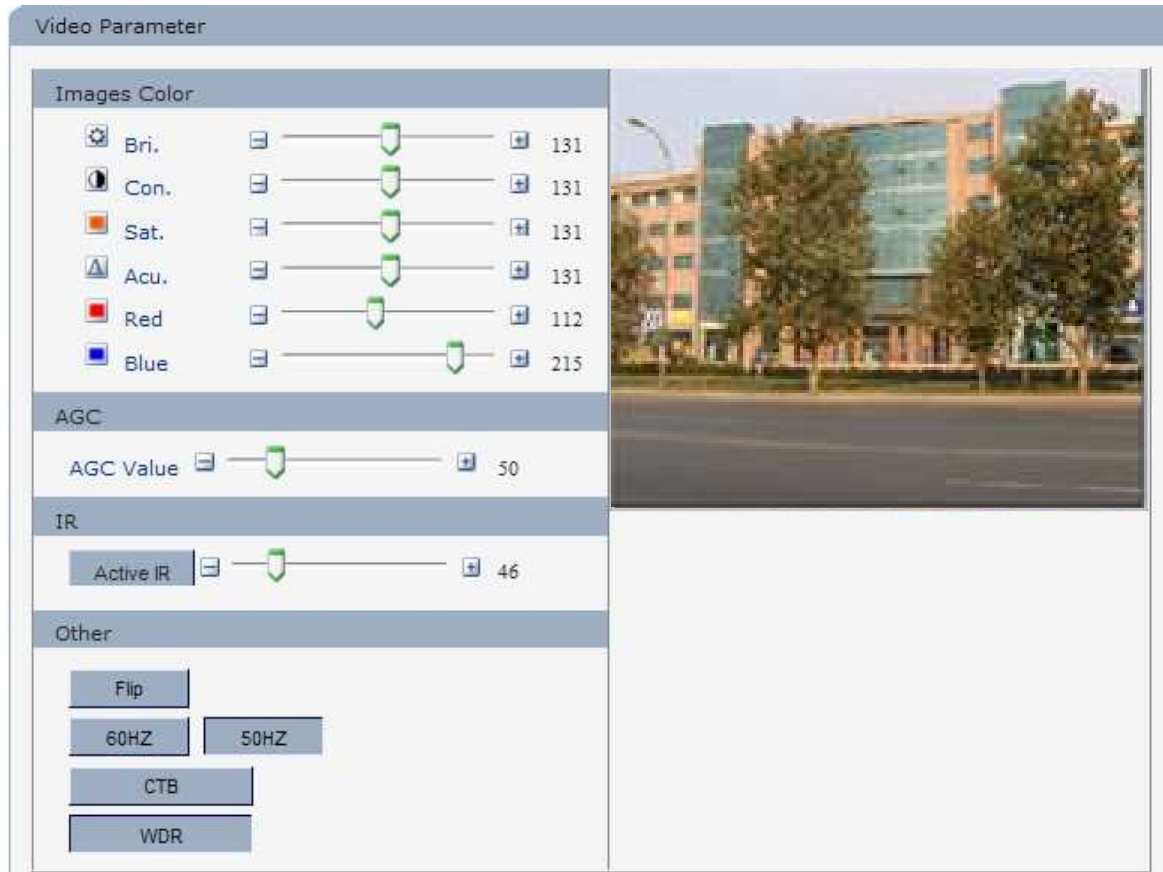 Video Parameter
Images Color
Bri. 131
Con. 131
Sat. 131
Acu. 131
Red 112
Blue 215
AGC
AGC Value 50
IR
Active IR 46
Other
Flip
60HZ 50HZ
CTB
WDR